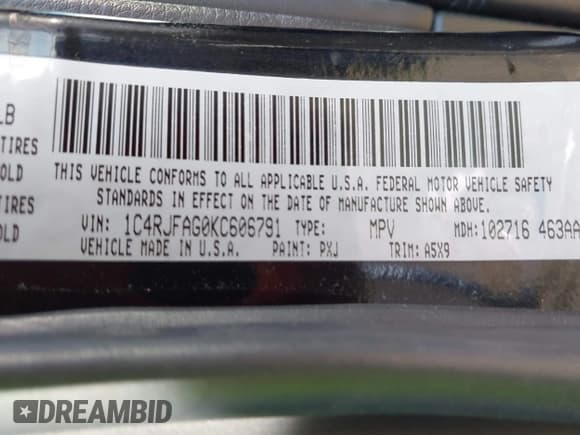 LB
TIRES
OLD
TIRES
OLD
THIS VEHICLE CONFORMS TO ALL APPLICABLE U.S.A. FEDERAL MOTOR VEHICLE SAFETY
STANDARDS IN EFFECT ON THE DATE OF MANUFACTURE SHOWN ABOVE.
VIN: 1C4RJFAG0KC606791 TYPE: MPV MDH:102716 463AA
VEHICLE MADE IN U.S.A. PAINT: PXJ TRIM: A5X9
DREAMBID